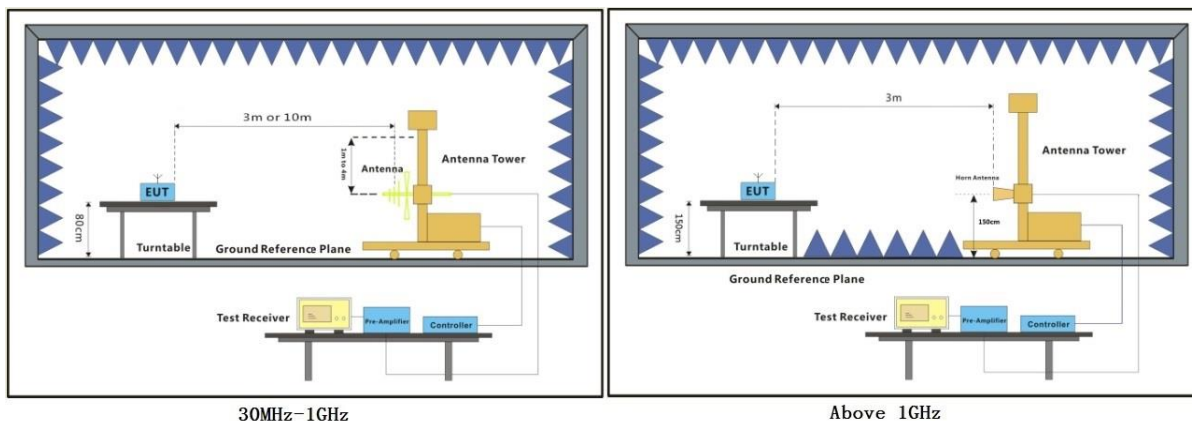 3m or 10m
1m to 4m
Antenna
Antenna Tower
EUT
80cm
Turntable
Ground Reference Plane
Test Receiver
Pre-Amplifier
Controller
30MHz-1GHz
3m
Antenna Tower
Horn Antenna
EUT
150cm
150cm
Turntable
Ground Reference Plane
Test Receiver
Pre-Amplifier
Controller
Above 1GHz